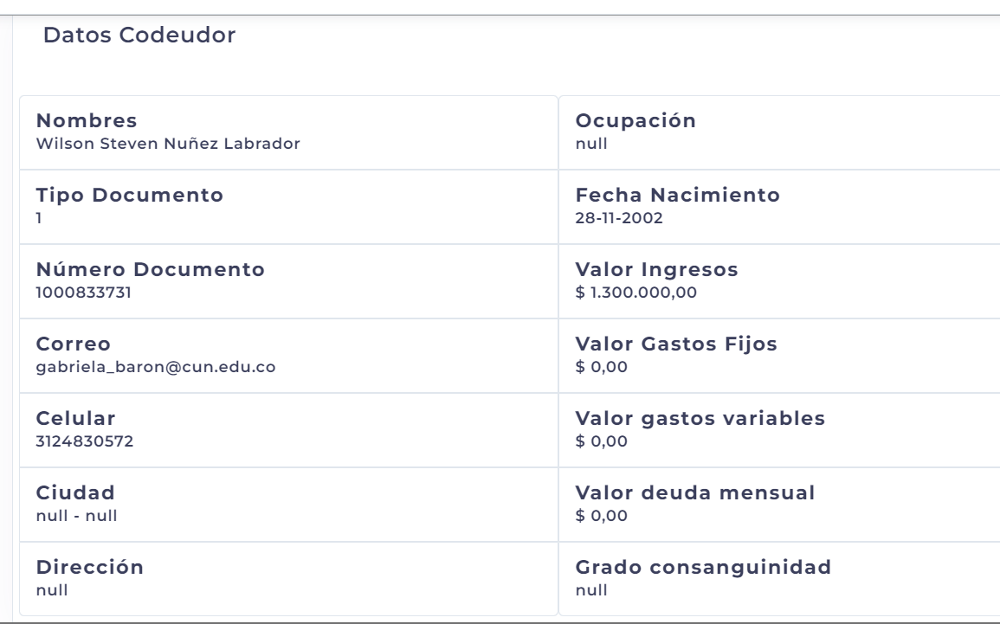 Datos Codeudor
Nombres
Wilson Steven Nuñez Labrador
Ocupación
null
Tipo Documento
1
Fecha Nacimiento
28-11-2002
Número Documento
1000833731
Valor Ingresos
$ 1.300.000,00
Correo
gabriela_baron@cun.edu.co
Valor Gastos Fijos
$ 0,00
Celular
3124830572
Valor gastos variables
$ 0,00
Ciudad
null - null
Valor deuda mensual
$ 0,00
Dirección
null
Grado consanguinidad
null